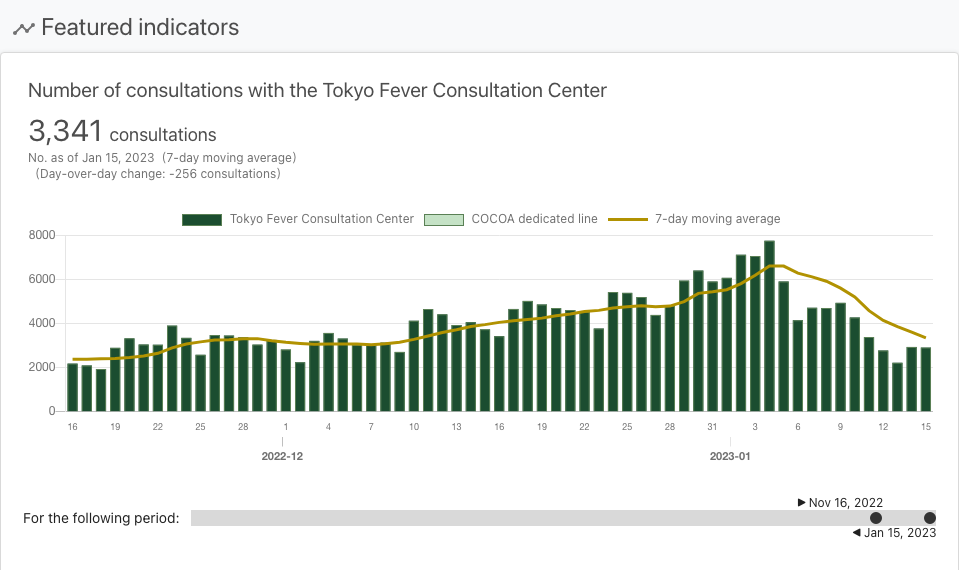 Featured indicators
Number of consultations with the Tokyo Fever Consultation Center
3,341 consultations
No. as of Jan 15, 2023 (7-day moving average)
(Day-over-day change: -256 consultations)
Tokyo Fever Consultation Center COCOA dedicated line 7-day moving average
8000
6000
4000
2000
0
16 19 22 25 28 1 4 7 10 13 16 19 22 25 28 31 3 6 9 12 15
2022-12 2023-01
▶ Nov 16, 2022
For the following period:
◀ Jan 15, 2023